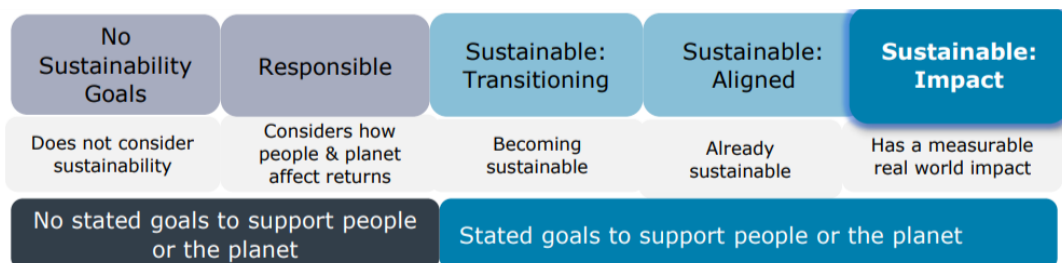 No
Sustainability
Goals
Responsible
Sustainable:
Transitioning
Sustainable:
Aligned
Sustainable:
Impact
Does not consider
sustainability
Considers how
people & planet
affect returns
Becoming
sustainable
Already
sustainable
Has a measurable
real world impact
No stated goals to support people
or the planet
Stated goals to support people or the planet